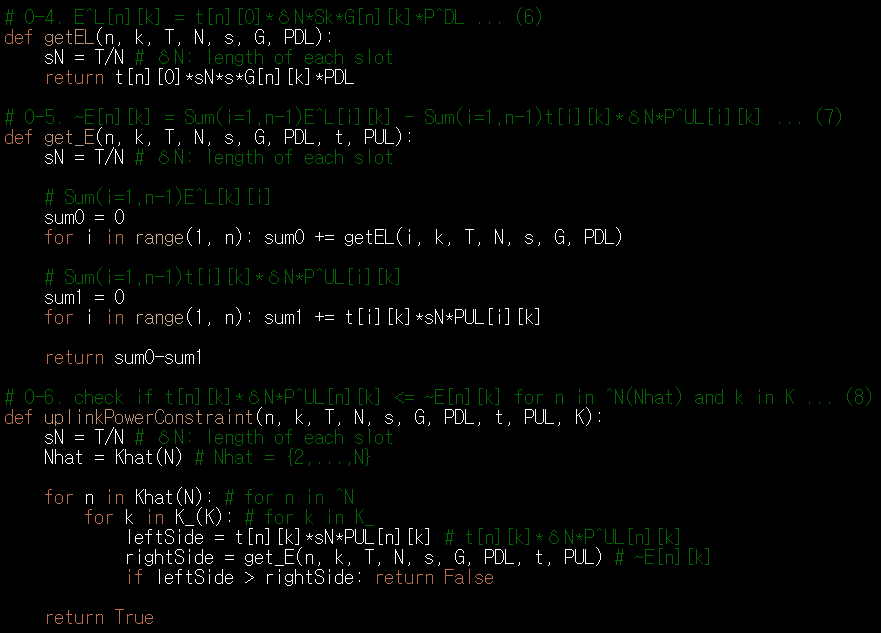 # 0-4. E^L[n][k] = t[n][0]*δN*Sk*G[n][k]*P^DL ... (6)
def getEL(n, k, T, N, s, G, PDL):
    sN = T/N # δN: length of each slot
    return t[n][0]*sN*s*G[n][k]*PDL

# 0-5. ~E[n][k] = Sum(i=1,n-1)E^L[i][k] - Sum(i=1,n-1)t[i][k]*δN*P^UL[i][k] ... (7)
def get_E(n, k, T, N, s, G, PDL, t, PUL):
    sN = T/N # δN: length of each slot

    # Sum(i=1,n-1)E^L[k][i]
    sum0 = 0
    for i in range(1, n): sum0 += getEL(i, k, T, N, s, G, PDL)

    # Sum(i=1,n-1)t[i][k]*δN*P^UL[i][k]
    sum1 = 0
    for i in range(1, n): sum1 += t[i][k]*sN*PUL[i][k]

    return sum0-sum1

# 0-6. check if t[n][k]*δN*P^UL[n][k] <= ~E[n][k] for n in ^N(Nhat) and k in K ... (8)
def uplinkPowerConstraint(n, k, T, N, s, G, PDL, t, PUL, K):
    sN = T/N # δN: length of each slot
    Nhat = Khat(N) # Nhat = {2,...,N}

    for n in Khat(N): # for n in ^N
        for k in K_(K): # for k in K_
            leftSide = t[n][k]*sN*PUL[n][k] # t[n][k]*δN*P^UL[n][k]
            rightSide = get_E(n, k, T, N, s, G, PDL, t, PUL) # ~E[n][k]
            if leftSide > rightSide: return False

    return True